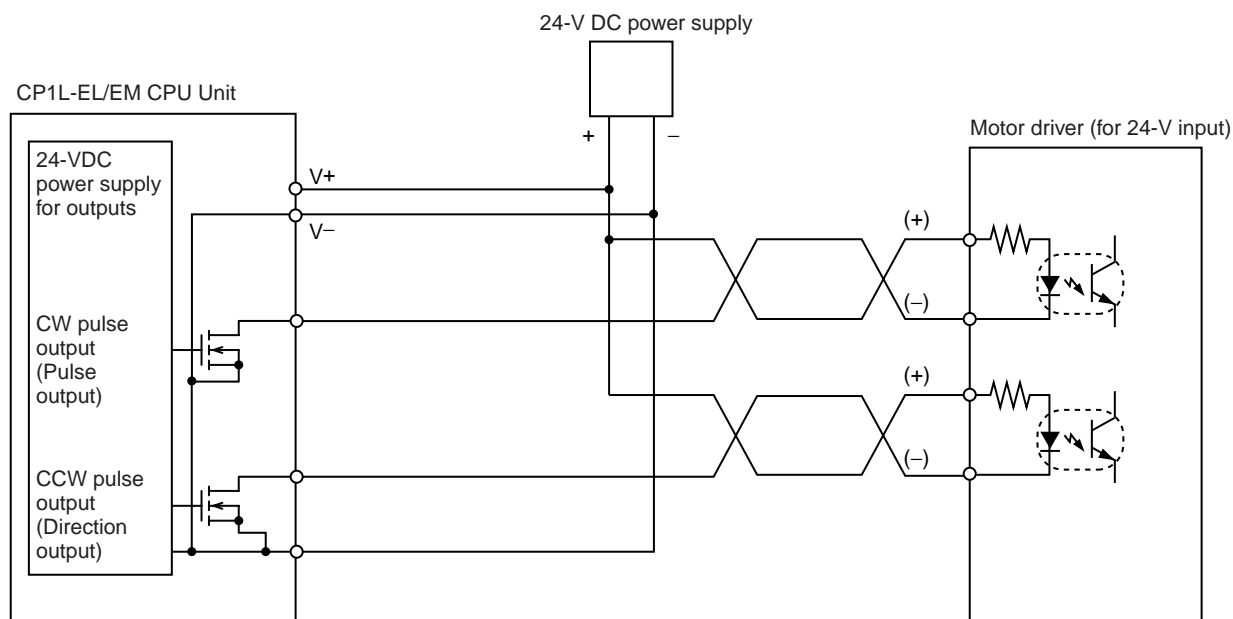 24-V DC power supply
CP1L-EL/EM CPU Unit
+
−
Motor driver (for 24-V input)
24-VDC
power supply
for outputs
V+
V−
(+)
(−)
CW pulse
output
(Pulse
output)
(+)
(−)
CCW pulse
output
(Direction
output)